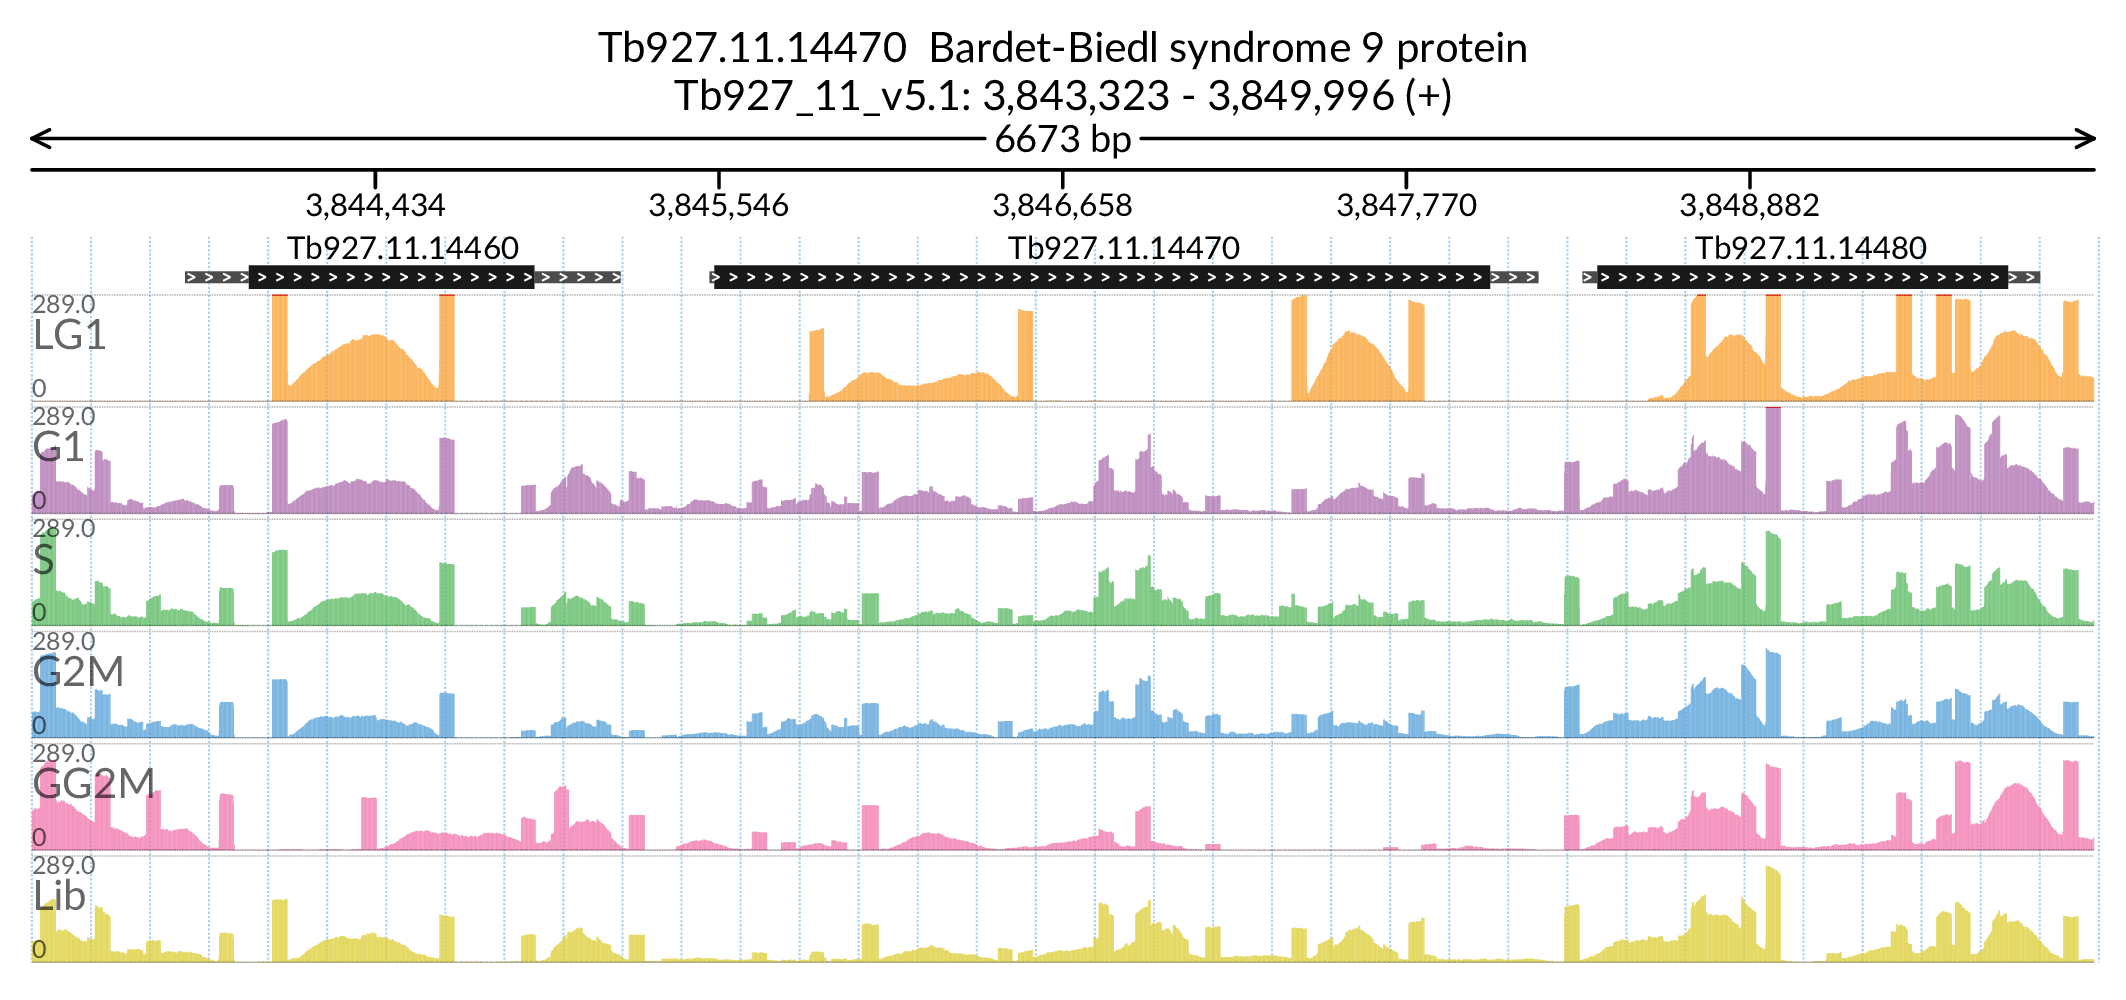 Tb927.11.14470 Bardet-Biedl syndrome 9 protein
Tb927_11_v5.1: 3,843,323 - 3,849,996 (+)
6673 bp
3,844,434 3,845,546 3,846,658 3,847,770 3,848,882
Tb927.11.14460 Tb927.11.14470 Tb927.11.14480
289.0
LG1
0
289.0
G1
0
289.0
S
0
289.0
G2M
0
289.0
GG2M
0
289.0
Lib
0